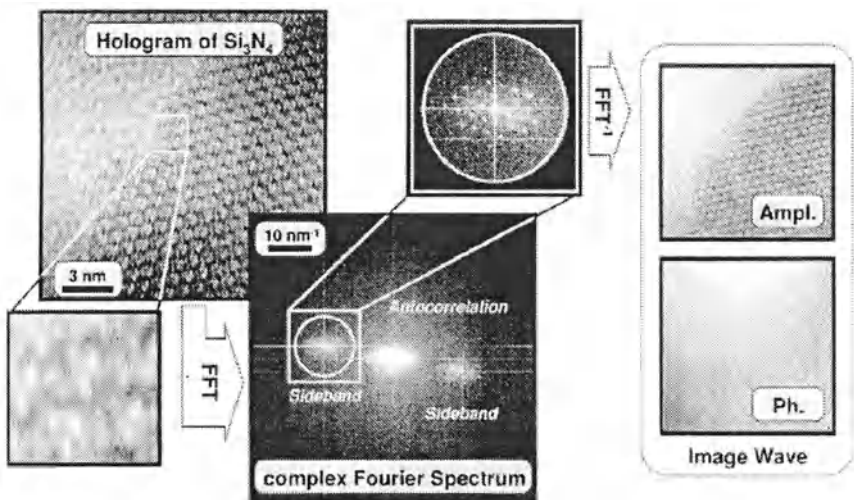 Hologram of Si₃N₄
3 nm
FFT
10 nm⁻¹
Autocorrelation
Sideband
Sideband
complex Fourier Spectrum
FFT⁻¹
Ampl.
Ph.
Image Wave